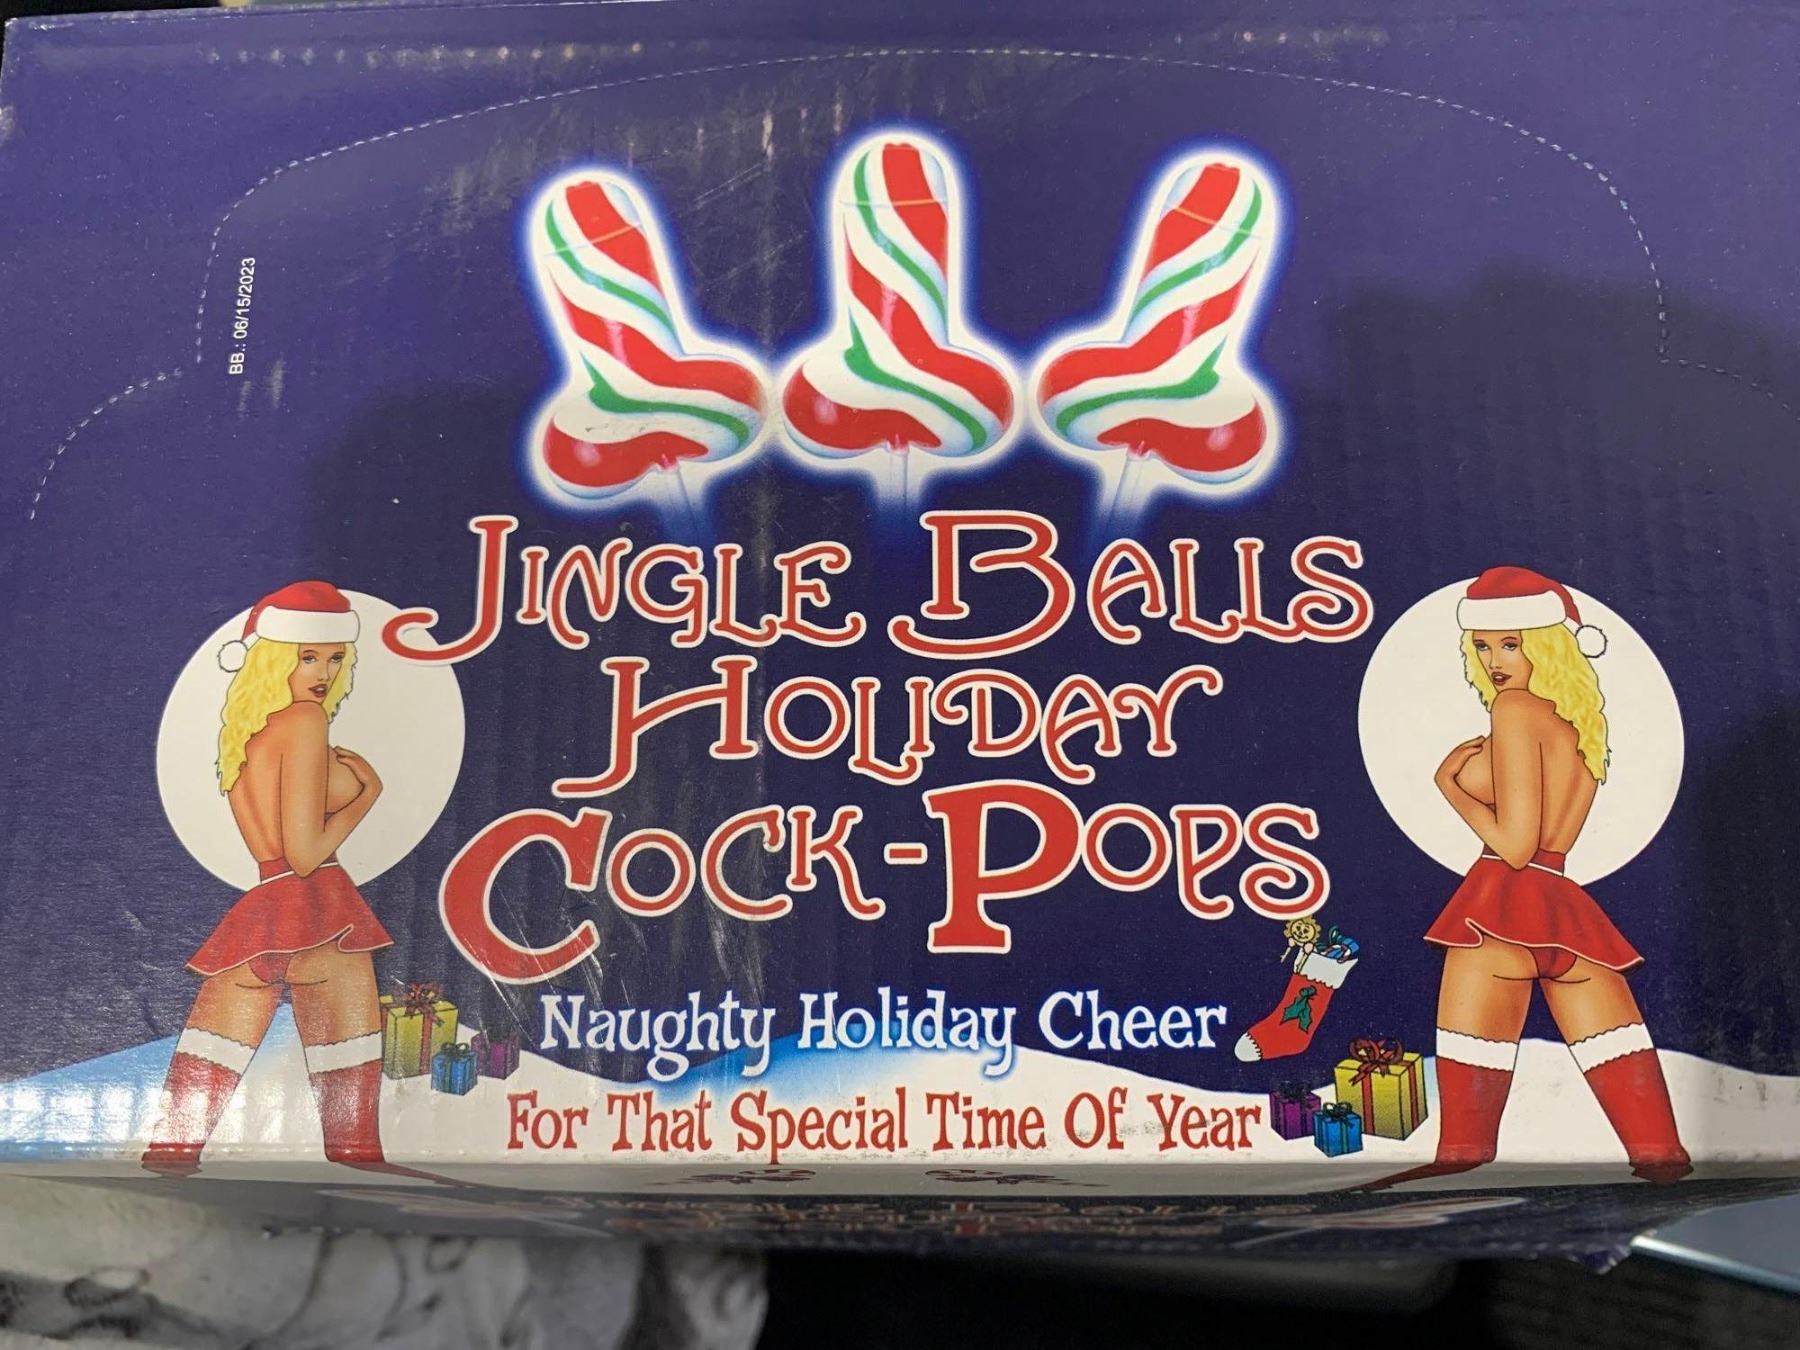 BB.: 06/15/2023
JINGLE BALLS
HOLIDAY
COCK-POPS
Naughty Holiday Cheer
For That Special Time Of Year